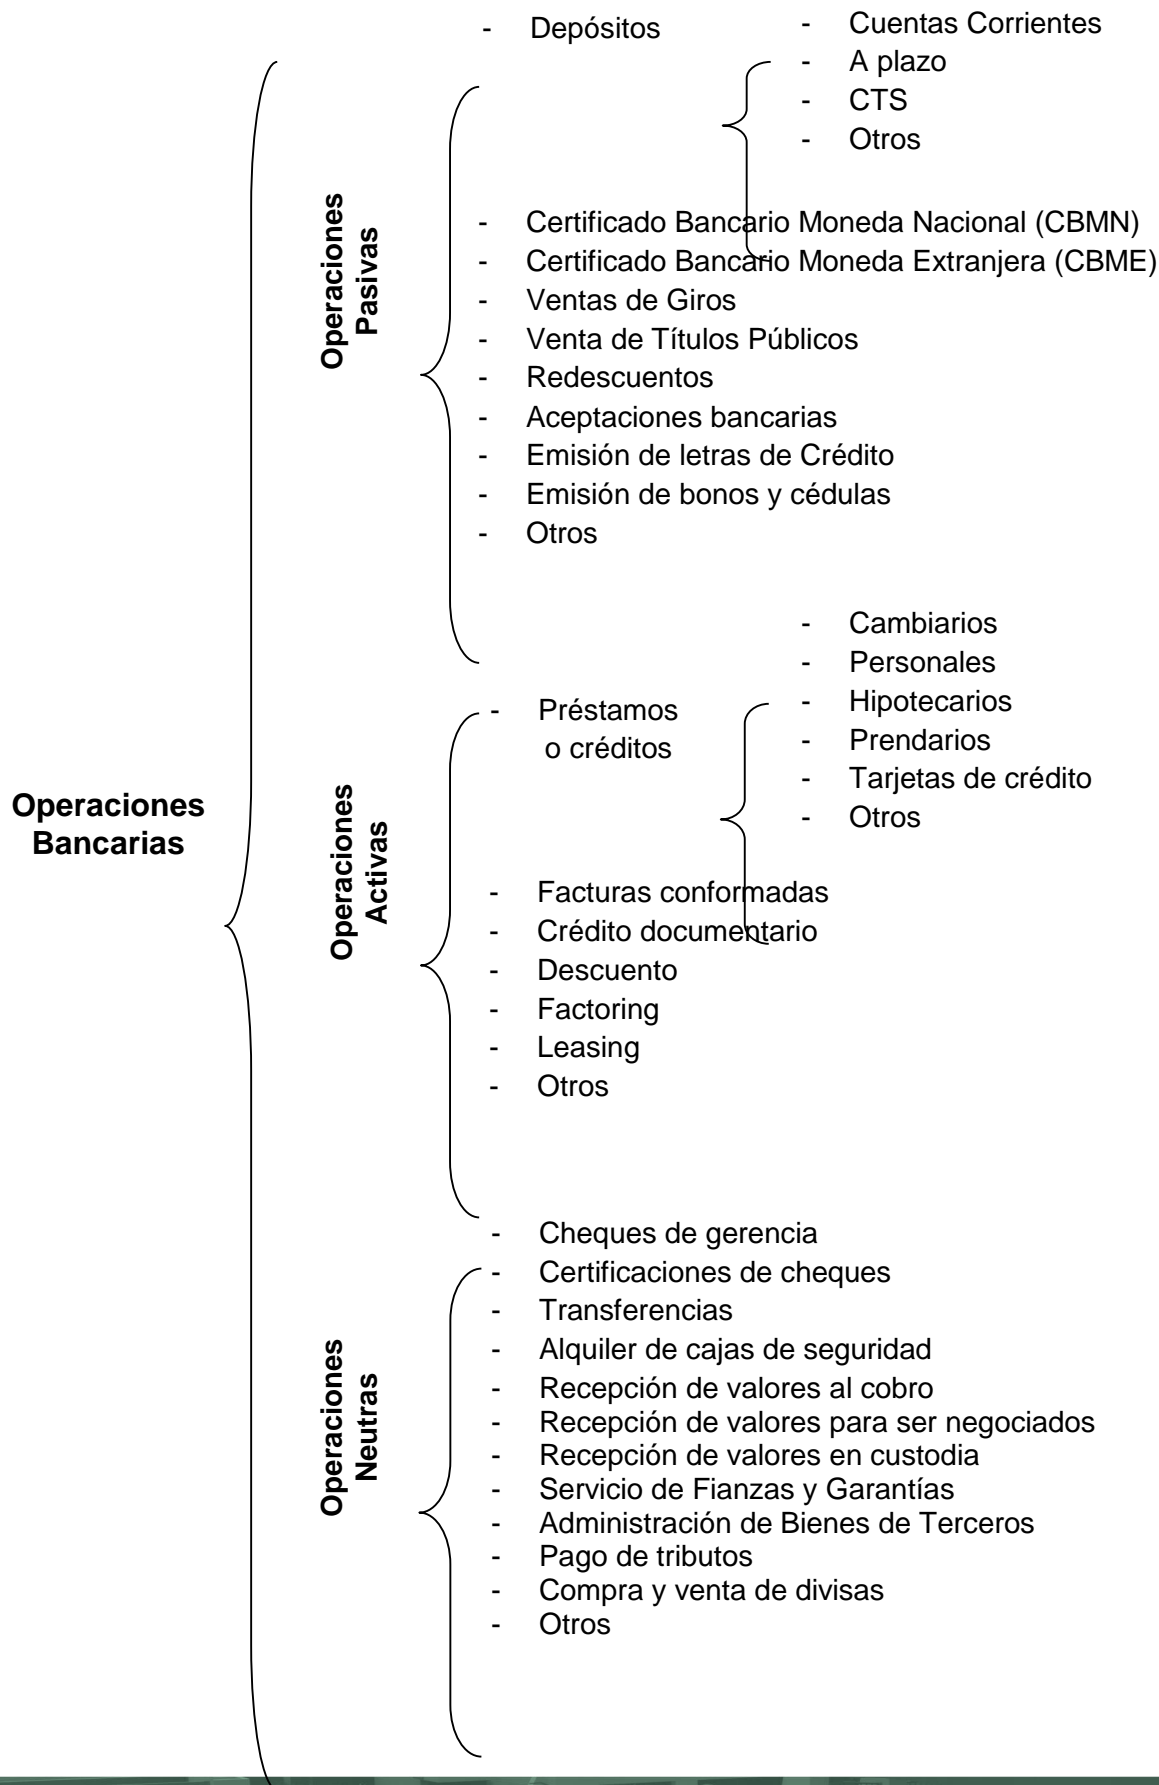 Operaciones
Bancarias
Operaciones
Pasivas
- Depósitos
- Cuentas Corrientes
- A plazo
- CTS
- Otros
- Certificado Bancario Moneda Nacional (CBMN)
- Certificado Bancario Moneda Extranjera (CBME)
- Ventas de Giros
- Venta de Títulos Públicos
- Redescuentos
- Aceptaciones bancarias
- Emisión de letras de Crédito
- Emisión de bonos y cédulas
- Otros
Operaciones
Activas
- Préstamos
o créditos
- Cambiarios
- Personales
- Hipotecarios
- Prendarios
- Tarjetas de crédito
- Otros
- Facturas conformadas
- Crédito documentario
- Descuento
- Factoring
- Leasing
- Otros
Operaciones
Neutras
- Cheques de gerencia
- Certificaciones de cheques
- Transferencias
- Alquiler de cajas de seguridad
- Recepción de valores al cobro
- Recepción de valores para ser negociados
- Recepción de valores en custodia
- Servicio de Fianzas y Garantías
- Administración de Bienes de Terceros
- Pago de tributos
- Compra y venta de divisas
- Otros